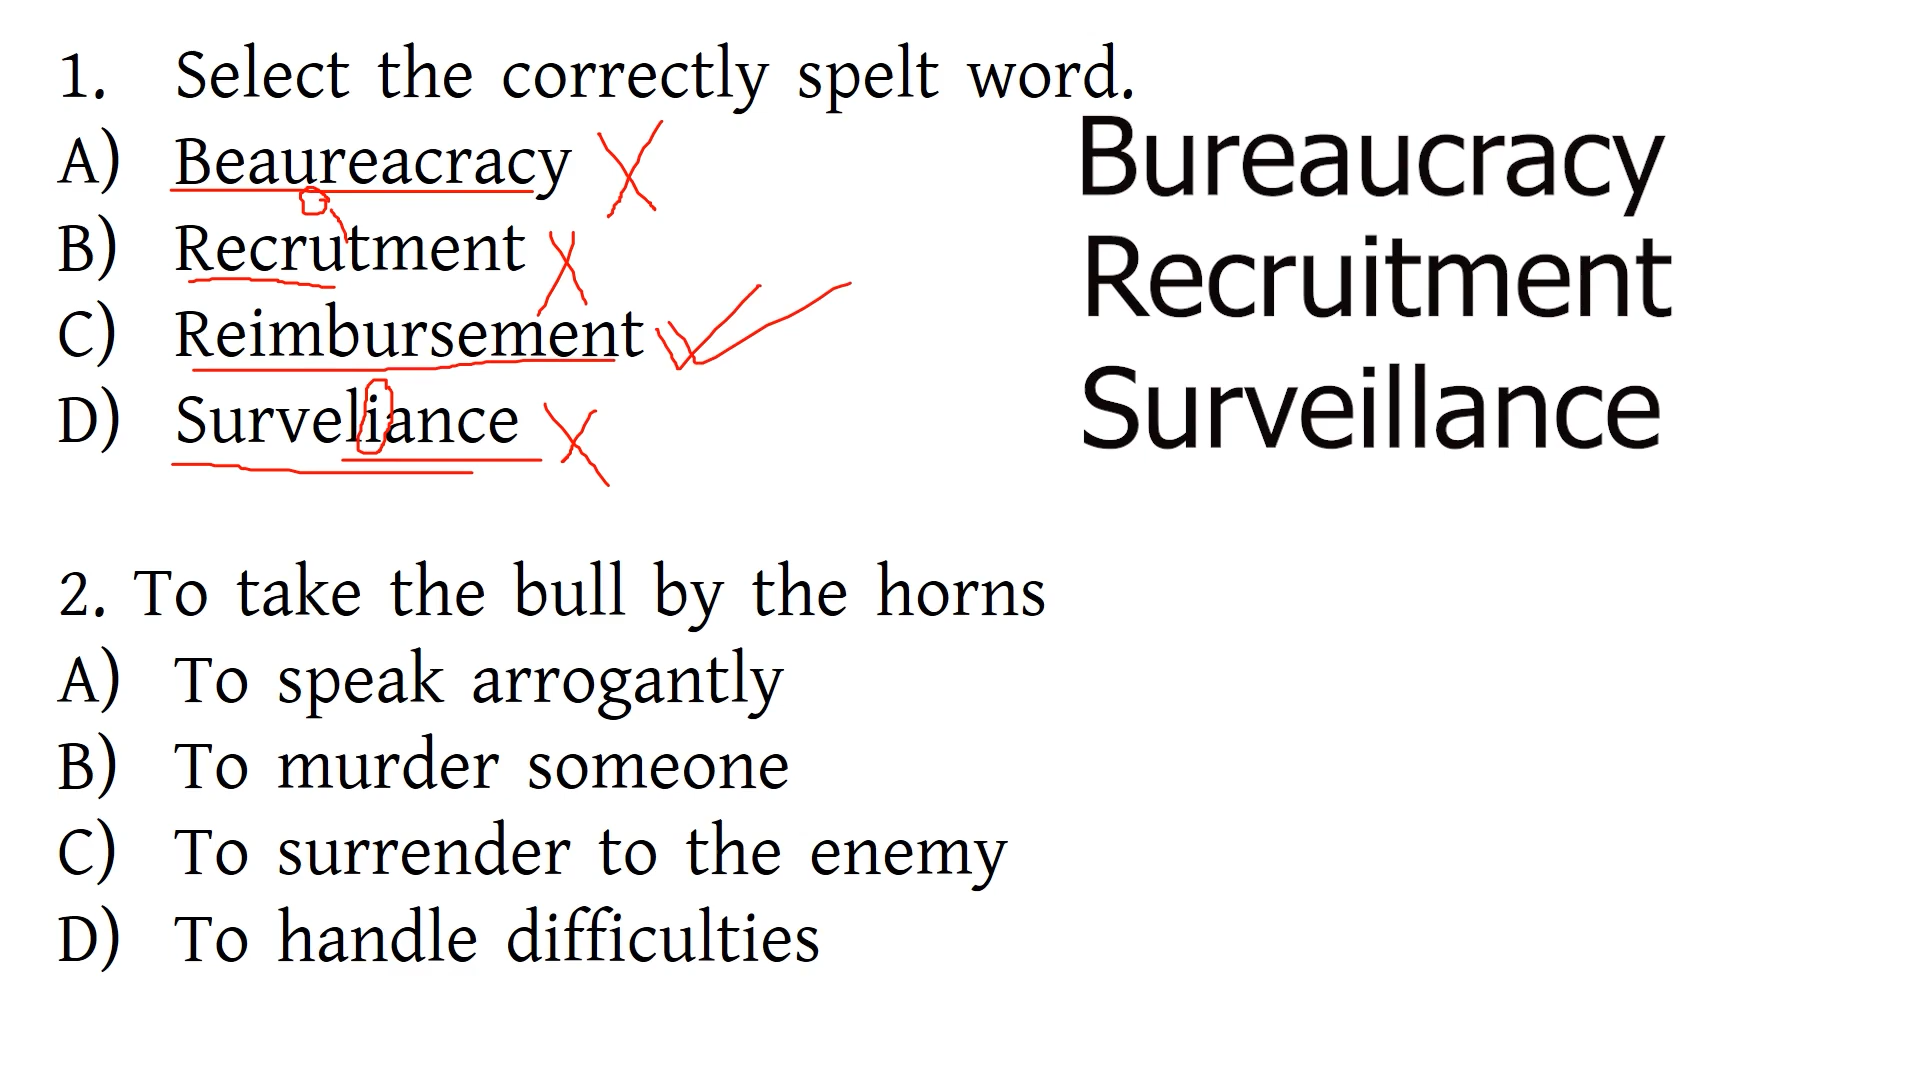 1. Select the correctly spelt word.
A) Beaureacracy
B) Recrutment
C) Reimbursement
D) Surveliance
Bureaucracy
Recruitment
Surveillance
2. To take the bull by the horns
A) To speak arrogantly
B) To murder someone
C) To surrender to the enemy
D) To handle difficulties